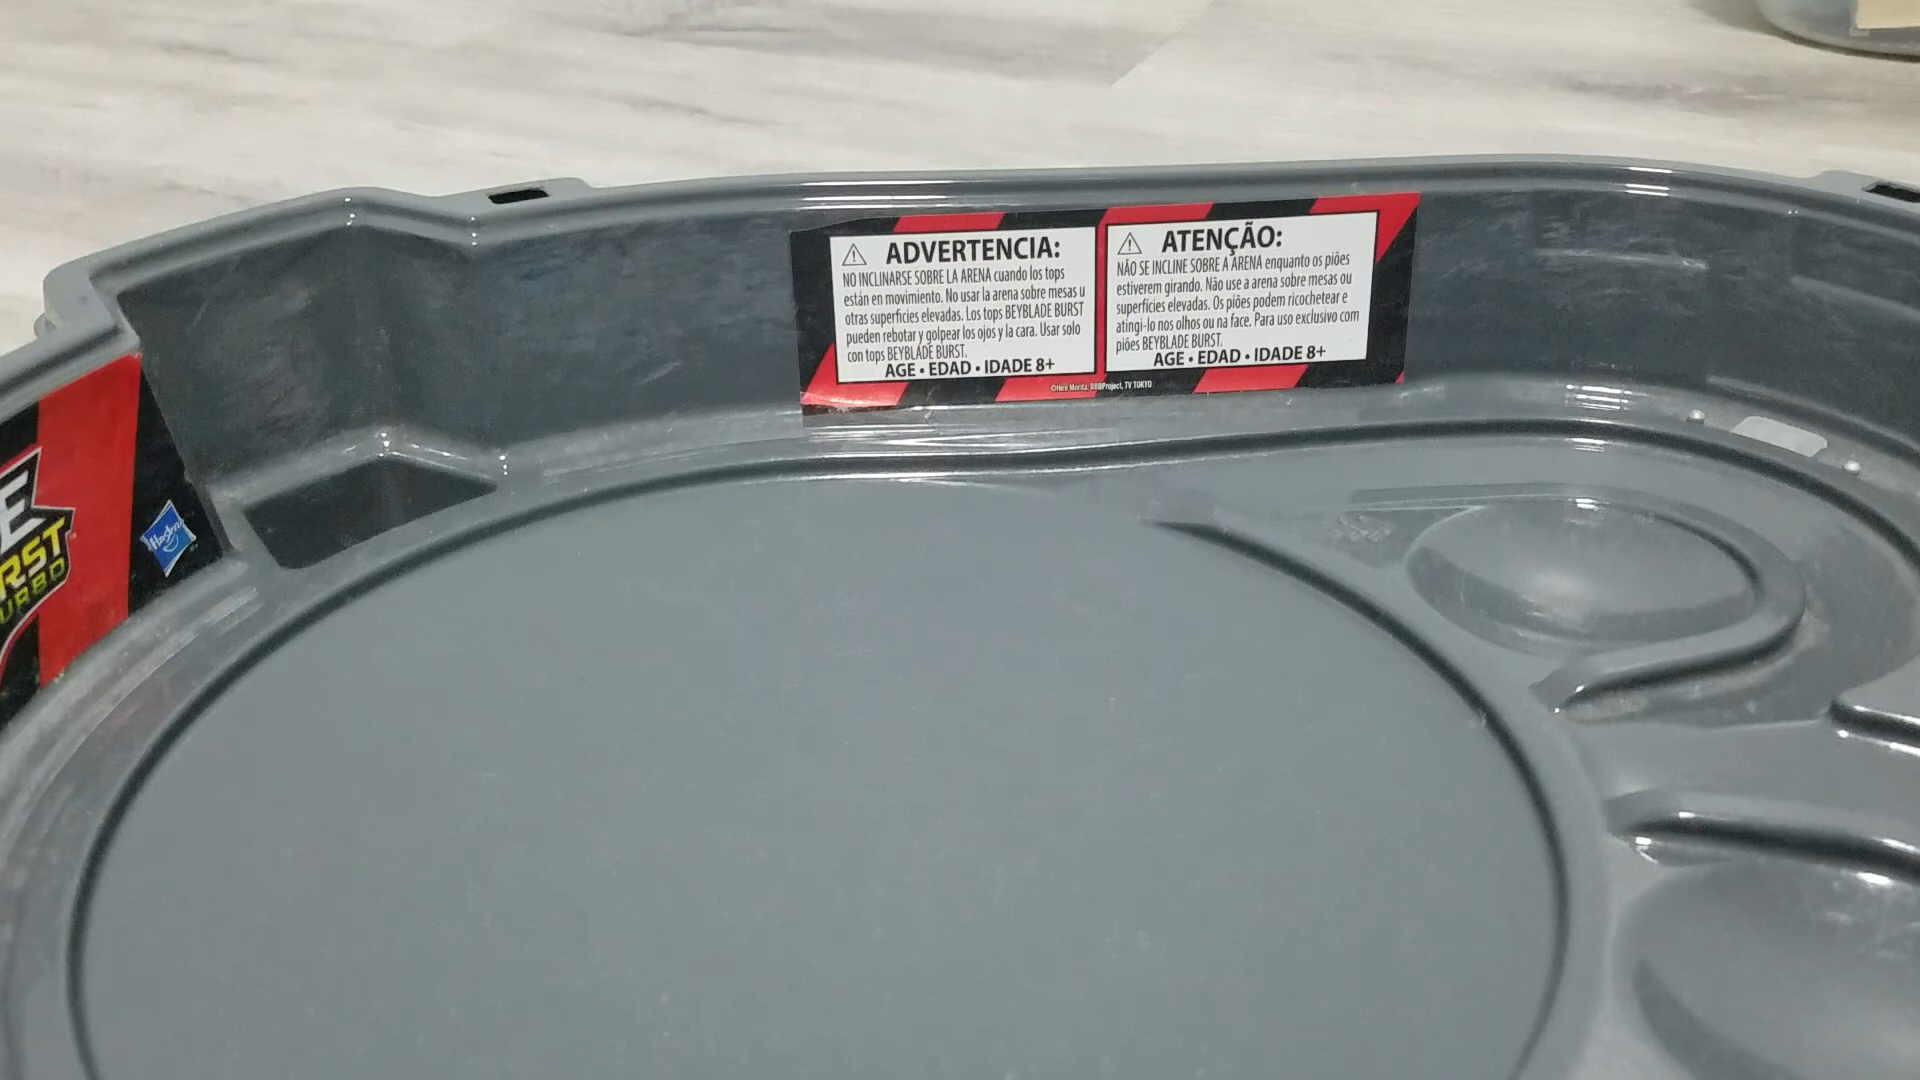 ADVERTENCIA:
NO INCLINARSE SOBRE LA ARENA cuando los tops
están en movimiento. No usar la arena sobre mesas u
otras superficies elevadas. Los tops BEYBLADE BURST
pueden rebotar y golpear los ojos y la cara. Usar solo
con tops BEYBLADE BURST.
AGE • EDAD • IDADE 8+
ATENÇÃO:
NÃO SE INCLINE SOBRE A ARENA enquanto os piões
estiverem girando. Não use a arena sobre mesas ou
superfícies elevadas. Os piões podem ricochetear e
atingi-lo nos olhos ou na face. Para uso exclusivo com
piões BEYBLADE BURST.
AGE • EDAD • IDADE 8+
©Hiro Morita, BBBProject, TV TOKYO
E
RST
URBO
Hasbro